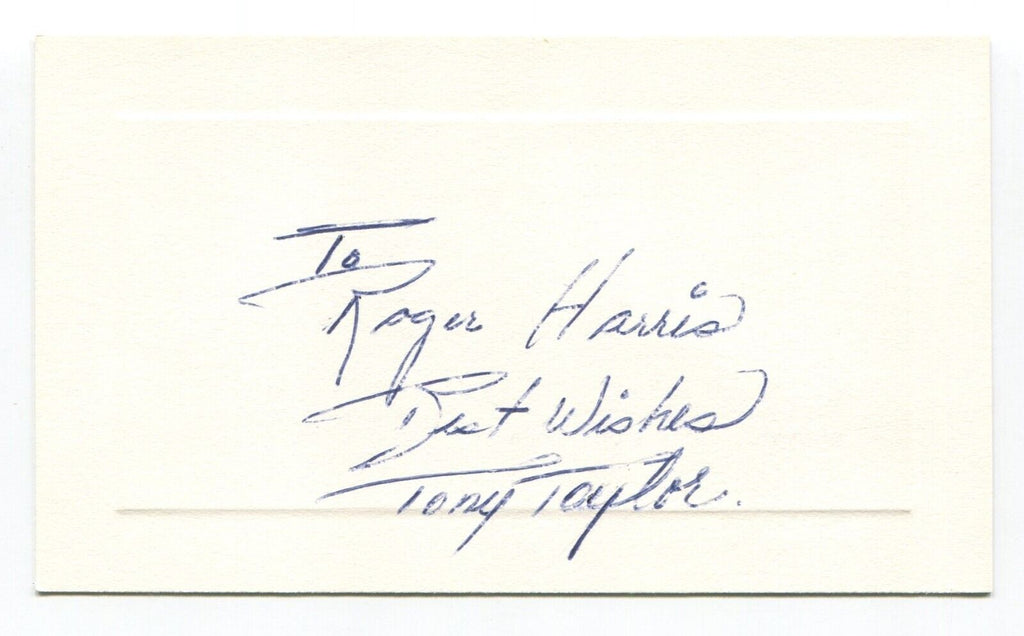 To
Roger Harris
Best Wishes
Tony Taylor.